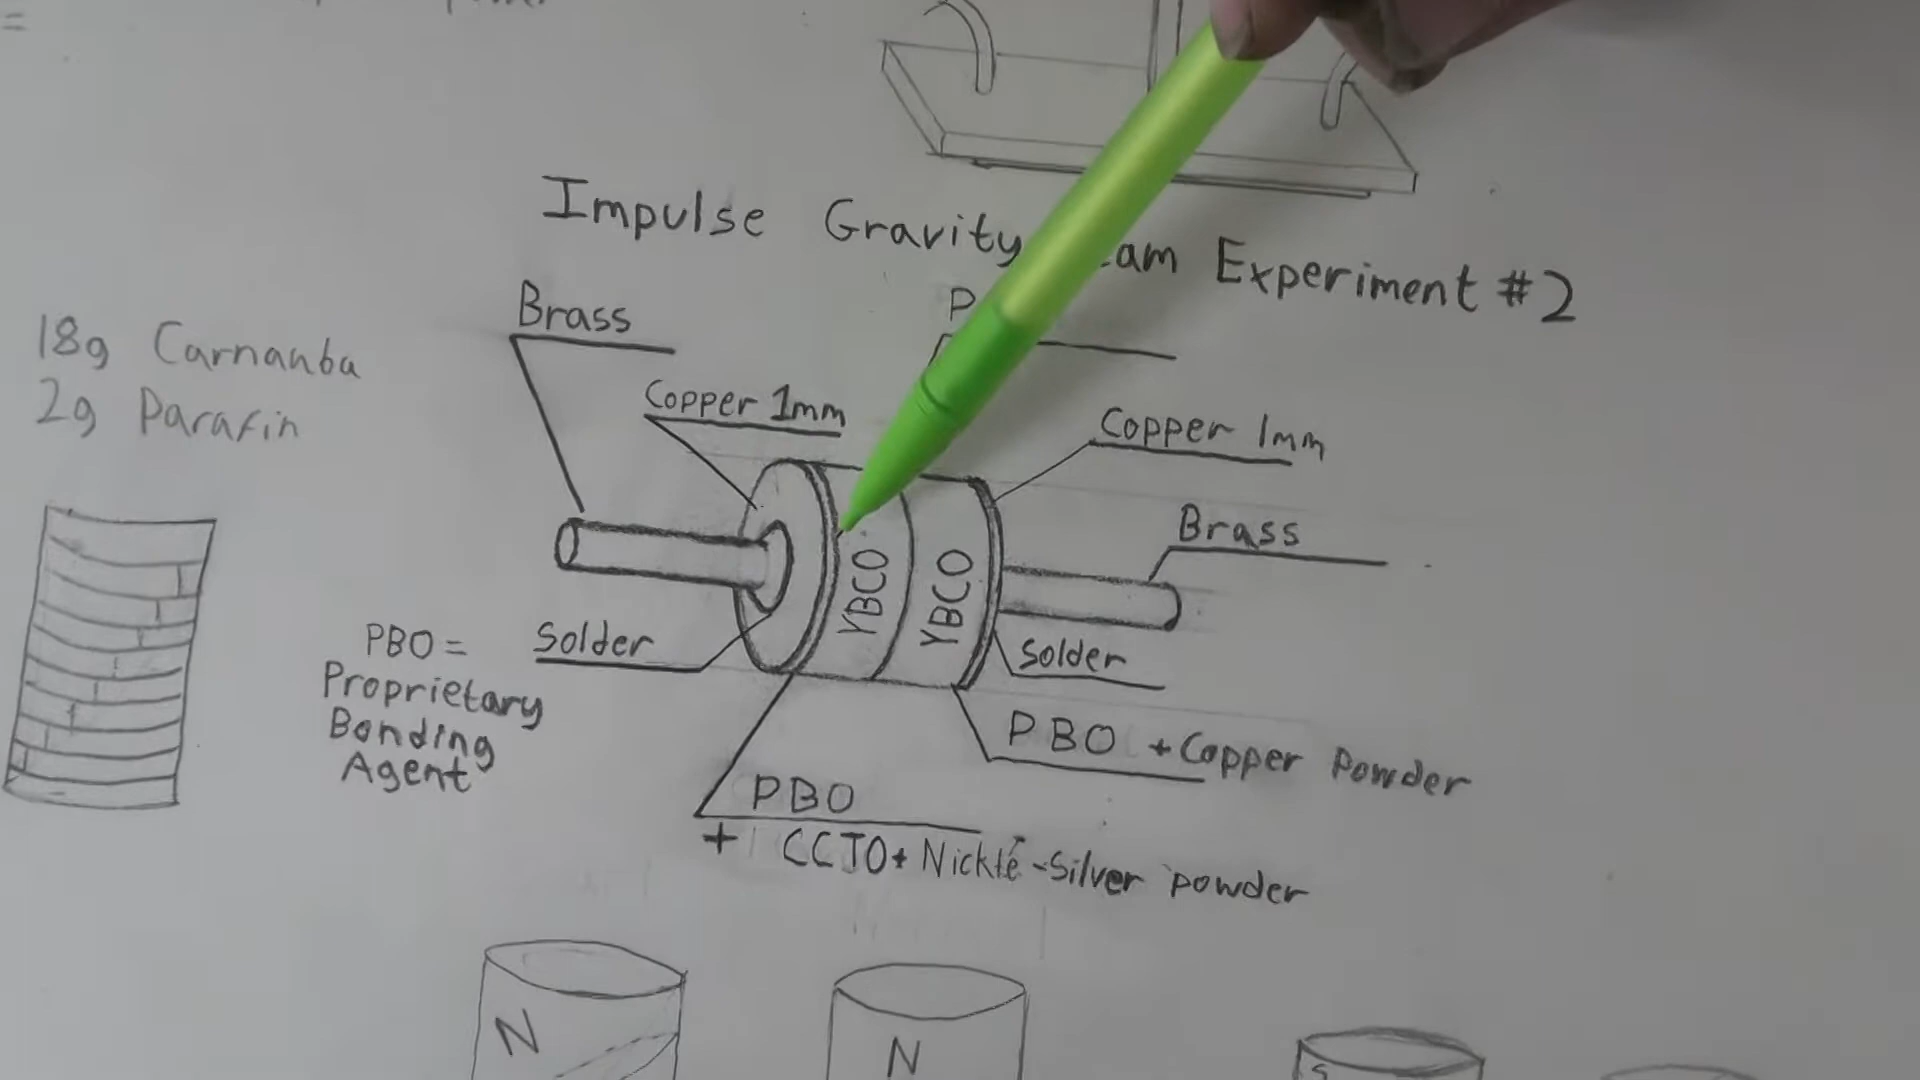 =
Impulse Gravity eam Experiment #2
Brass
P
18g Carnanba
2g Parafin
Copper 1mm
Copper 1mm
Brass
YBCO
YBCO
Solder
Solder
PBO =
Proprietary
Bonding
Agent
PBO + Copper Powder
PBO
+ CCTO + Nickle-Silver powder
N
N
S